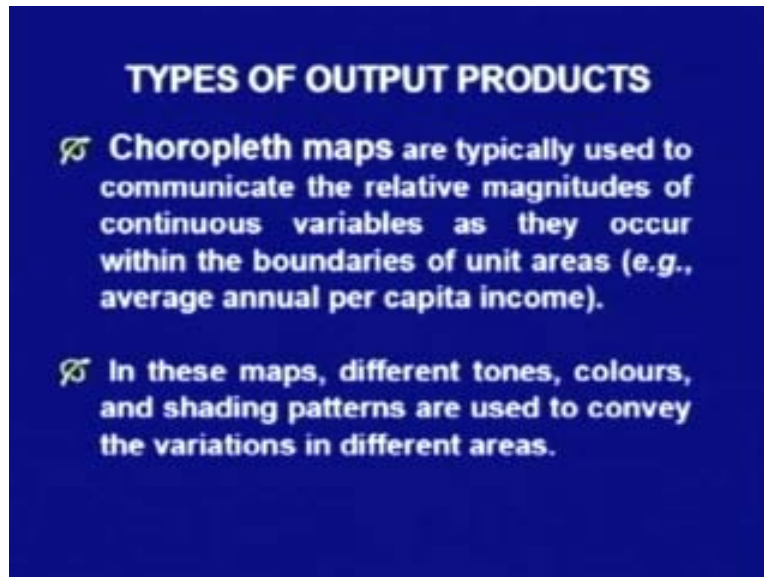 TYPES OF OUTPUT PRODUCTS
Choropleth maps are typically used to
communicate the relative magnitudes of
continuous variables as they occur
within the boundaries of unit areas (e.g.,
average annual per capita income).
In these maps, different tones, colours,
and shading patterns are used to convey
the variations in different areas.